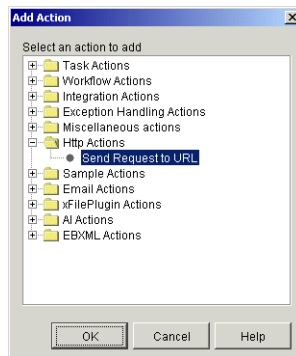 Add Action
Select an action to add
Task Actions
Workflow Actions
Integration Actions
Exception Handling Actions
Miscellaneous actions
Http Actions
Send Request to URL
Sample Actions
Email Actions
xFilePlugin Actions
AI Actions
EBXML Actions
OK Cancel Help